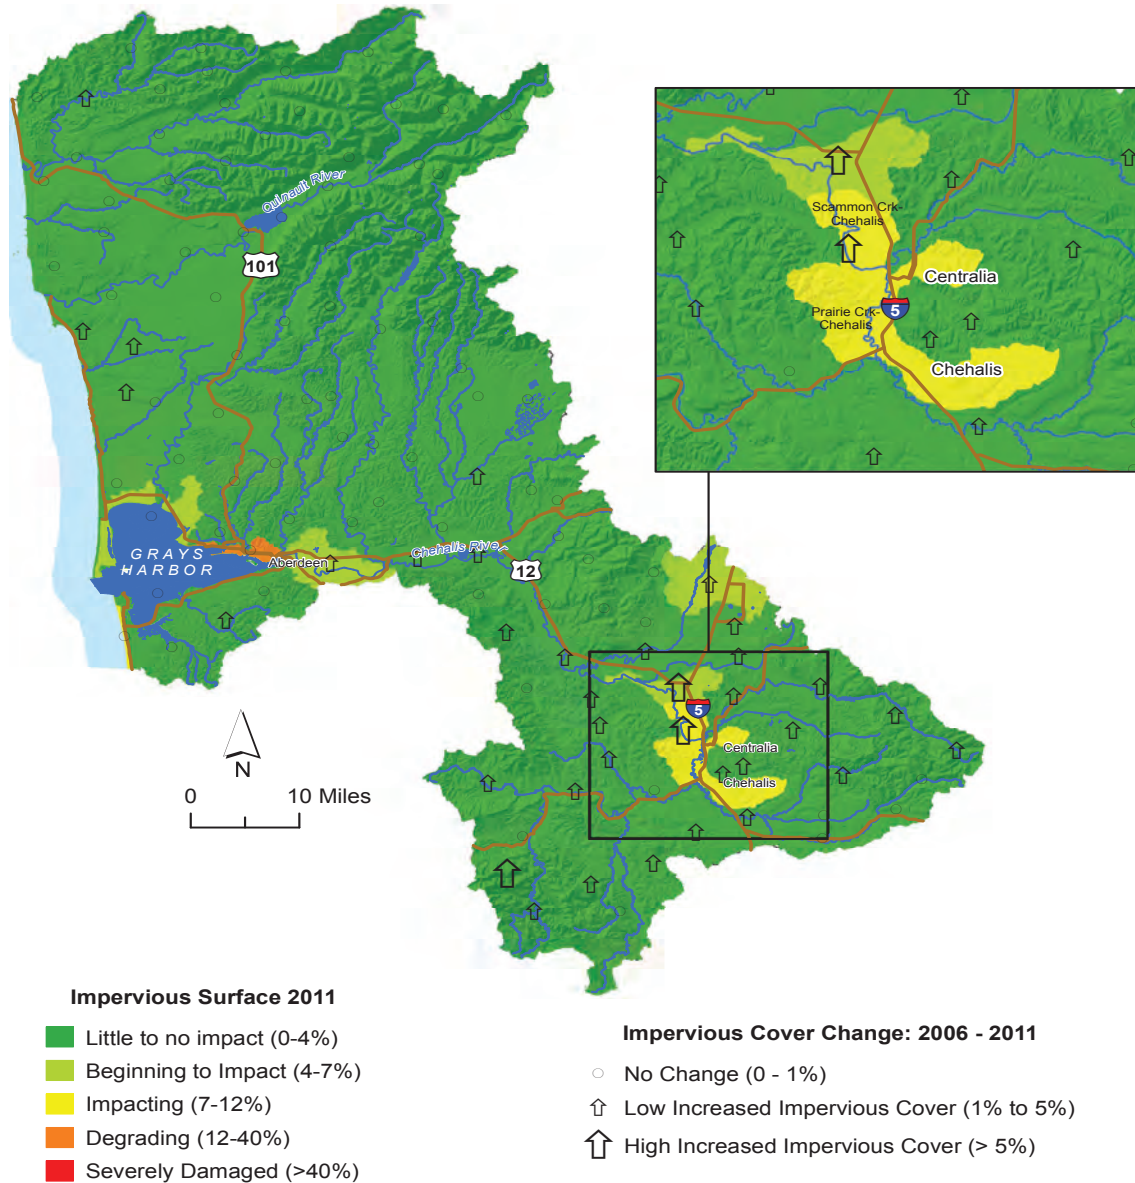 Quinault River
101
GRAYS
HARBOR
Aberdeen
Chehalis River
12
5
Centralia
Chehalis
Scammon Crk-
Chehalis
Centralia
5
Prairie Crk-
Chehalis
Chehalis
N
0 10 Miles
Impervious Surface 2011
Little to no impact (0-4%)
Beginning to Impact (4-7%)
Impacting (7-12%)
Degrading (12-40%)
Severely Damaged (>40%)
Impervious Cover Change: 2006 - 2011
No Change (0 - 1%)
Low Increased Impervious Cover (1% to 5%)
High Increased Impervious Cover (> 5%)